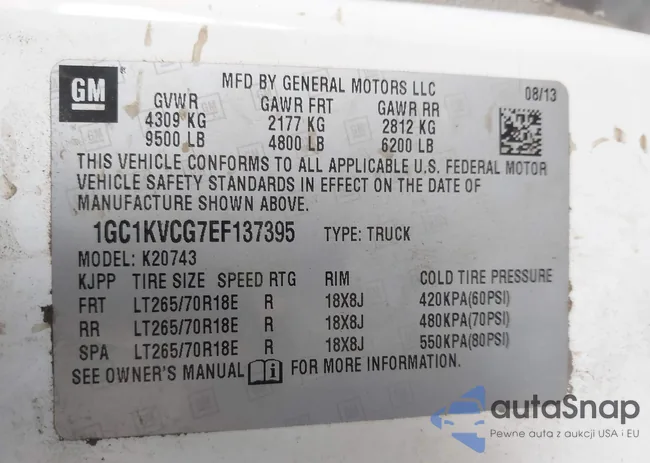 GM
MFD BY GENERAL MOTORS LLC
08/13
GVWR GAWR FRT GAWR RR
4309 KG 2177 KG 2812 KG
9500 LB 4800 LB 6200 LB
THIS VEHICLE CONFORMS TO ALL APPLICABLE U.S. FEDERAL MOTOR
VEHICLE SAFETY STANDARDS IN EFFECT ON THE DATE OF
MANUFACTURE SHOWN ABOVE.
1GC1KVCG7EF137395 TYPE: TRUCK
MODEL: K20743
KJPP TIRE SIZE SPEED RTG RIM COLD TIRE PRESSURE
FRT LT265/70R18E R 18X8J 420KPA(60PSI)
RR LT265/70R18E R 18X8J 480KPA(70PSI)
SPA LT265/70R18E R 18X8J 550KPA(80PSI)
SEE OWNER'S MANUAL FOR MORE INFORMATION.
autaSnap
Pewne auta z aukcji USA i EU